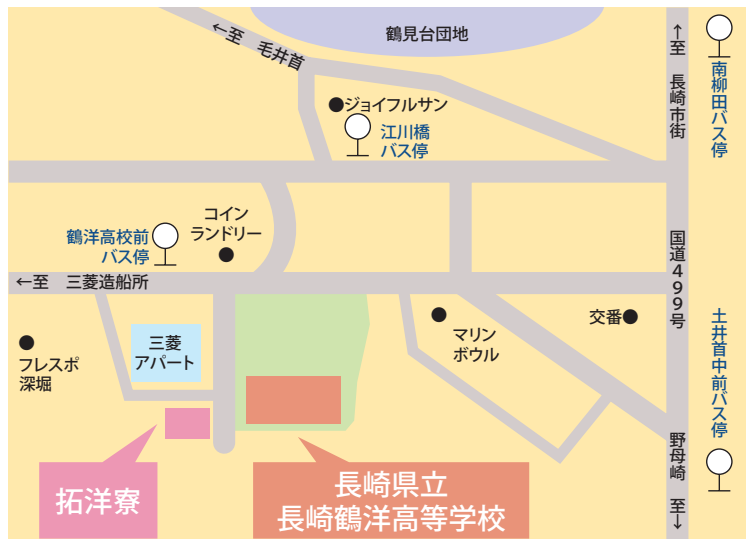 鶴見台団地
←至　毛井首
ジョイフルサン
江川橋
バス停
↑至　長崎市街
南柳田バス停
コイン
ランドリー
鶴洋高校前
バス停
←至　三菱造船所
国道499号
三菱
アパート
フレスポ
深堀
マリン
ボウル
交番
土井首中前バス停
野母崎　至↓
拓洋寮
長崎県立
長崎鶴洋高等学校